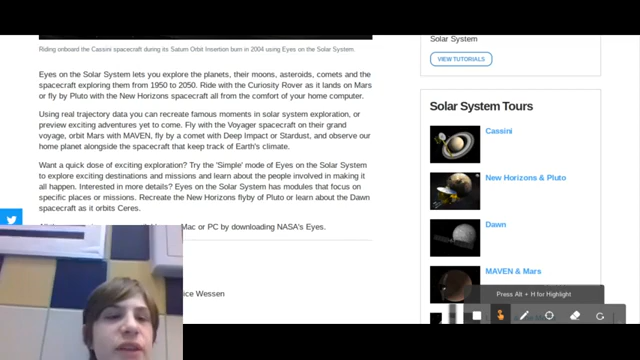 Riding onboard the Cassini spacecraft during its Saturn Orbit Insertion burn in 2004 using Eyes on the Solar System.
Eyes on the Solar System lets you explore the planets, their moons, asteroids, comets and the
spacecraft exploring them from 1950 to 2050. Ride with the Curiosity Rover as it lands on Mars
or fly by Pluto with the New Horizons spacecraft all from the comfort of your home computer.
Using real trajectory data you can recreate famous moments in solar system exploration, or
preview exciting adventures yet to come. Fly with the Voyager spacecraft on their grand
voyage, orbit Mars with MAVEN, fly by a comet with Deep Impact or Stardust, and observe our
home planet alongside the spacecraft that keep track of Earth's climate.
Want a quick dose of exciting exploration? Try the 'Simple' mode of Eyes on the Solar System
to explore exciting destinations and missions and learn about the people involved in making it
all happen. Interested in more details? Eyes on the Solar System has modules that focus on
specific places or missions. Recreate the New Horizons flyby of Pluto or learn about the Dawn
spacecraft as it orbits Ceres.
Mac or PC by downloading NASA's Eyes.
ice Wessen
Solar System
VIEW TUTORIALS
Solar System Tours
Cassini
New Horizons & Pluto
Dawn
MAVEN & Mars
Press Alt + H for Highlight